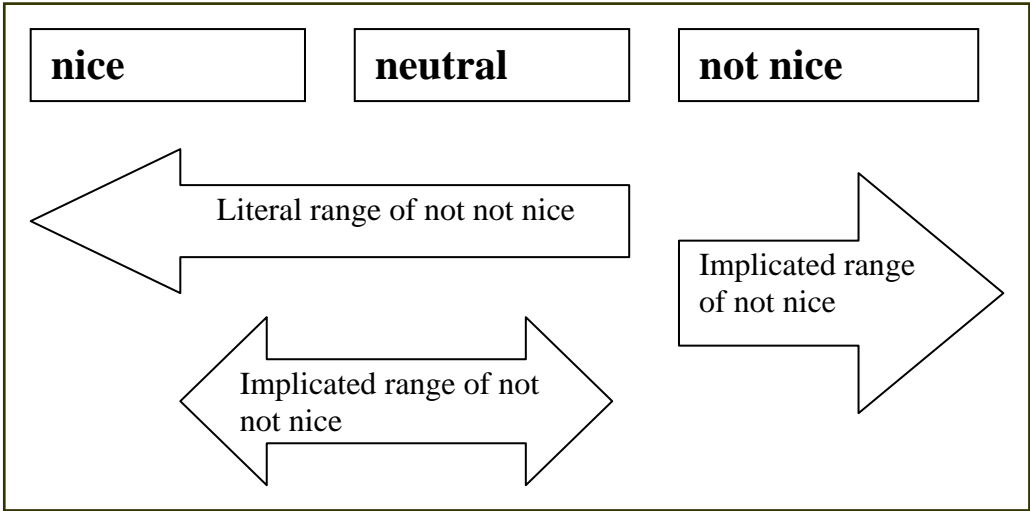 nice
neutral
not nice
Literal range of not not nice
Implicated range
of not nice
Implicated range of not
not nice